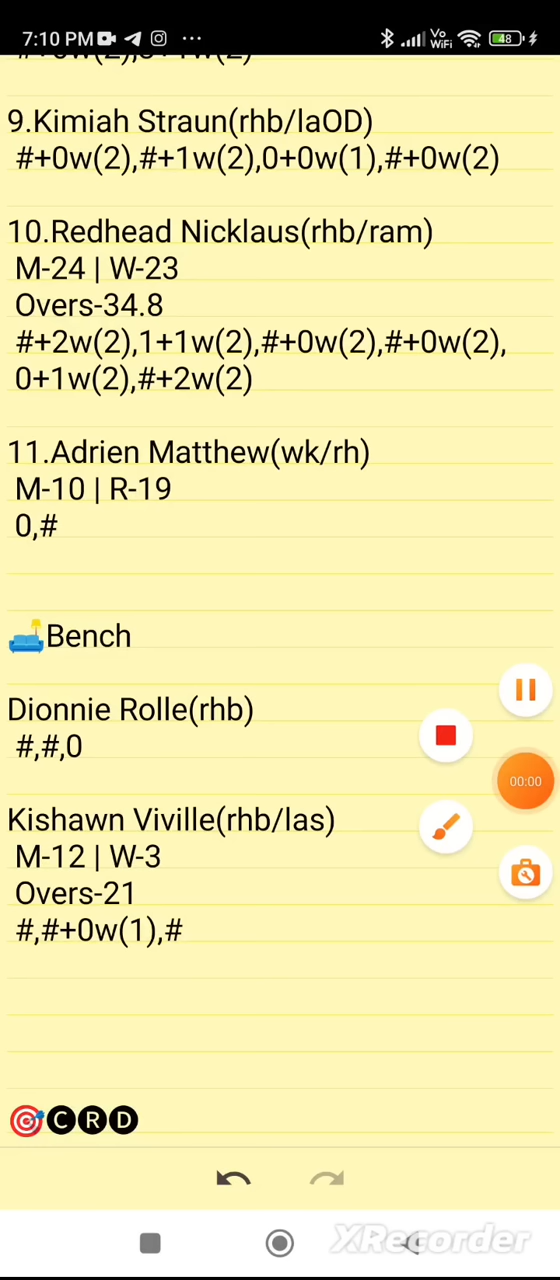 7:10 PM
Vo WiFi
48
9.Kimiah Straun(rhb/laOD)
#+0w(2),#+1w(2),0+0w(1),#+0w(2)
10.Redhead Nicklaus(rhb/ram)
M-24 | W-23
Overs-34.8
#+2w(2),1+1w(2),#+0w(2),#+0w(2),
0+1w(2),#+2w(2)
11.Adrien Matthew(wk/rh)
M-10 | R-19
0,#
🛋️Bench
Dionnie Rolle(rhb)
#,#,0
00:00
Kishawn Viville(rhb/las)
M-12 | W-3
Overs-21
#,#+0w(1),#
🎯🅒🅡🅓
XRecorder